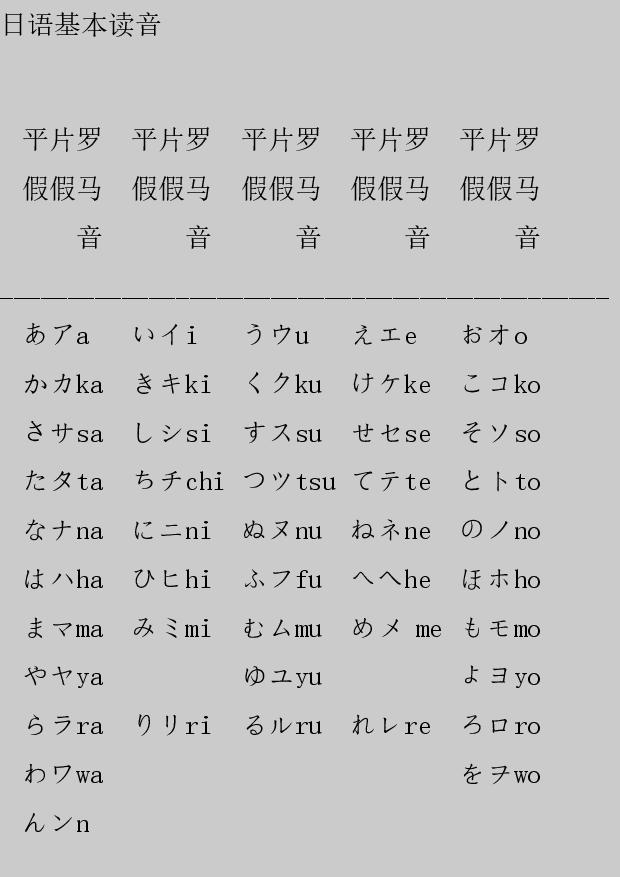 日语基本读音
平片罗 平片罗 平片罗 平片罗 平片罗
假假马 假假马 假假马 假假马 假假马
音 音 音 音 音
あアa いイi うウu えエe おオo
かカka きキki くクku けケke こコko
さサsa しシsi すスsu せセse そソso
たタta ちチchi つツtsu てテte とトto
なナna にニni ぬヌnu ねネne のノno
はハha ひヒhi ふフfu へヘhe ほホho
まマma みミmi むムmu めメ me もモmo
やヤya ゆユyu よヨyo
らラra りリri るルru れレre ろロro
わワwa をヲwo
んンn